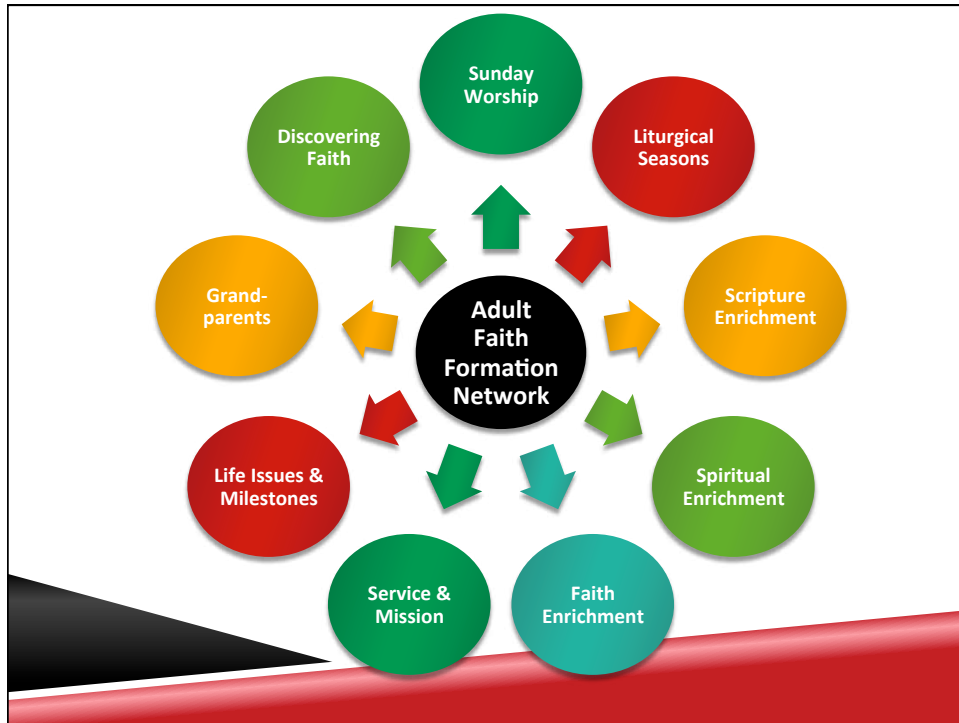 Sunday
Worship
Liturgical
Seasons
Scripture
Enrichment
Spiritual
Enrichment
Faith
Enrichment
Service &
Mission
Life Issues &
Milestones
Grand-
parents
Discovering
Faith
Adult
Faith
Formation
Network